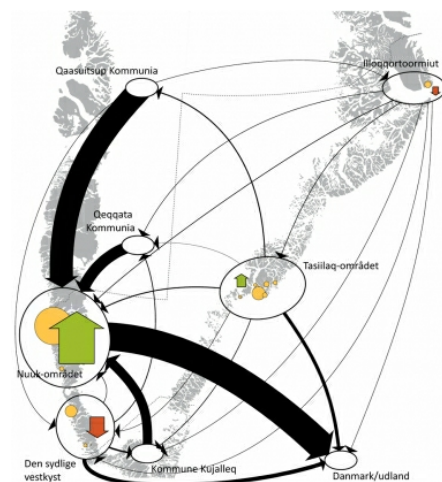 Qaasuitsup Kommunia
Illoqqortoormiut
Qeqqata
Kommunia
Tasiilaq-området
Nuuk-området
Den sydlige
vestkyst
Kommune Kujalleq
Danmark/udland